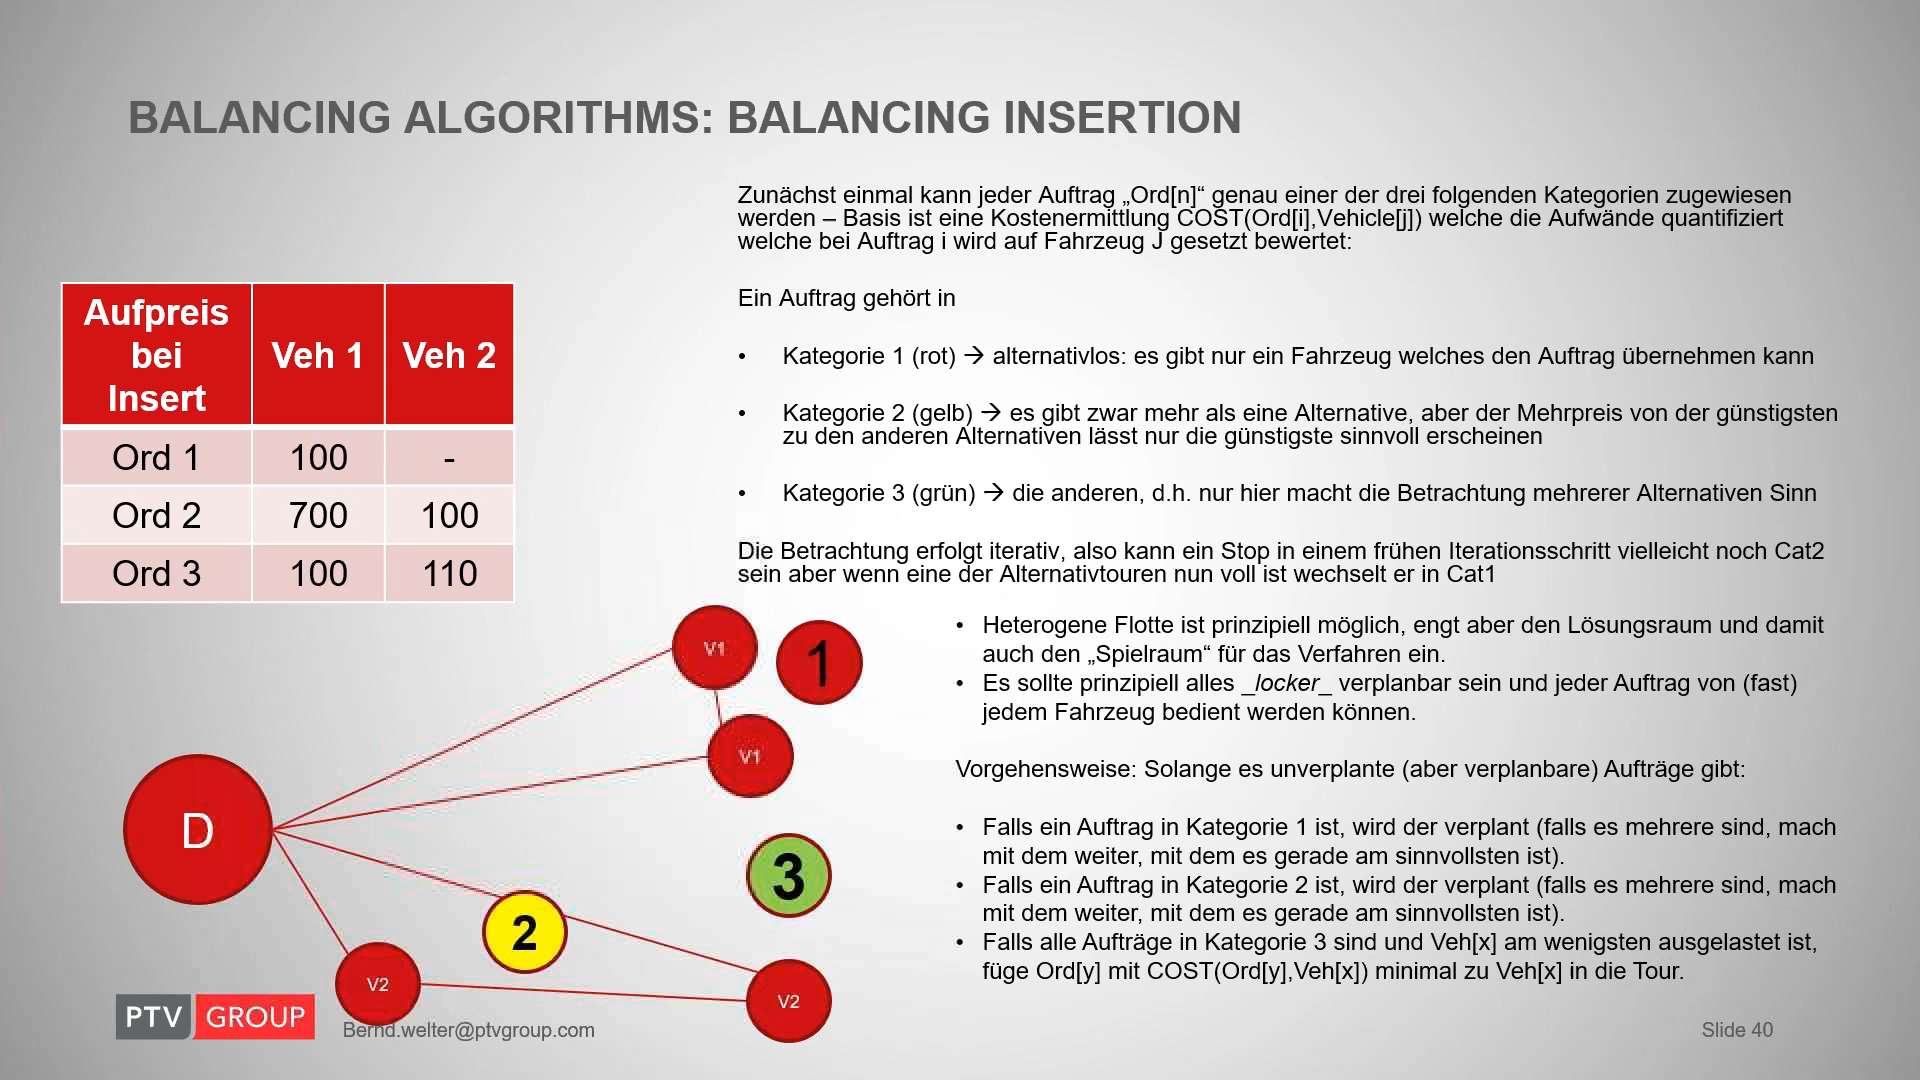 BALANCING ALGORITHMS: BALANCING INSERTION
Zunächst einmal kann jeder Auftrag „Ord[n]“ genau einer der drei folgenden Kategorien zugewiesen
werden – Basis ist eine Kostenermittlung COST(Ord[i],Vehicle[j]) welche die Aufwände quantifiziert
welche bei Auftrag i wird auf Fahrzeug J gesetzt bewertet:
Ein Auftrag gehört in
• Kategorie 1 (rot) → alternativlos: es gibt nur ein Fahrzeug welches den Auftrag übernehmen kann
• Kategorie 2 (gelb) → es gibt zwar mehr als eine Alternative, aber der Mehrpreis von der günstigsten
zu den anderen Alternativen lässt nur die günstigste sinnvoll erscheinen
• Kategorie 3 (grün) → die anderen, d.h. nur hier macht die Betrachtung mehrerer Alternativen Sinn
Die Betrachtung erfolgt iterativ, also kann ein Stop in einem frühen Iterationsschritt vielleicht noch Cat2
sein aber wenn eine der Alternativtouren nun voll ist wechselt er in Cat1
Aufpreis
bei
Insert
Veh 1
Veh 2
Ord 1 100 -
Ord 2 700 100
Ord 3 100 110
• Heterogene Flotte ist prinzipiell möglich, engt aber den Lösungsraum und damit
auch den „Spielraum“ für das Verfahren ein.
• Es sollte prinzipiell alles _locker_ verplanbar sein und jeder Auftrag von (fast)
jedem Fahrzeug bedient werden können.
Vorgehensweise: Solange es unverplante (aber verplanbare) Aufträge gibt:
• Falls ein Auftrag in Kategorie 1 ist, wird der verplant (falls es mehrere sind, mach
mit dem weiter, mit dem es gerade am sinnvollsten ist).
• Falls ein Auftrag in Kategorie 2 ist, wird der verplant (falls es mehrere sind, mach
mit dem weiter, mit dem es gerade am sinnvollsten ist).
• Falls alle Aufträge in Kategorie 3 sind und Veh[x] am wenigsten ausgelastet ist,
füge Ord[y] mit COST(Ord[y],Veh[x]) minimal zu Veh[x] in die Tour.
V1
1
V1
D
3
2
V2
V2
PTV GROUP
Bernd.welter@ptvgroup.com
Slide 40